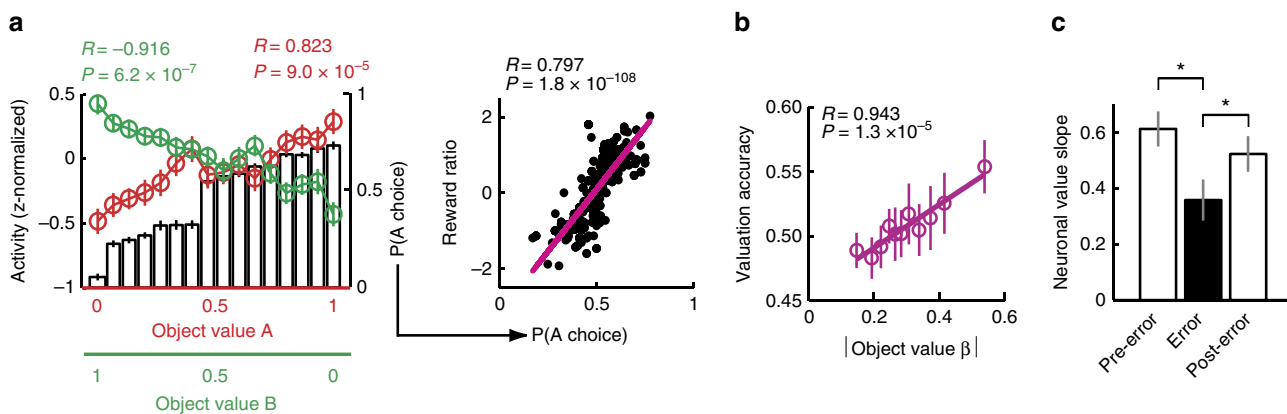 a
R = −0.916
P = 6.2 × 10⁻⁷
R = 0.823
P = 9.0 × 10⁻⁵
Activity (z-normalized)
0.5
0
−0.5
−1
1
0.5
0
P(A choice)
0 0.5 1
Object value A
1 0.5 0
Object value B
R = 0.797
P = 1.8 × 10⁻¹⁰⁸
Reward ratio
2
0
−2
0 0.5 1
P(A choice)
b
R = 0.943
P = 1.3 ×10⁻⁵
Valuation accuracy
0.60
0.55
0.50
0.45
0 0.2 0.4 0.6
|Object value β|
c
*
*
Neuronal value slope
0.6
0.4
0.2
0
Pre-error
Error
Post-error